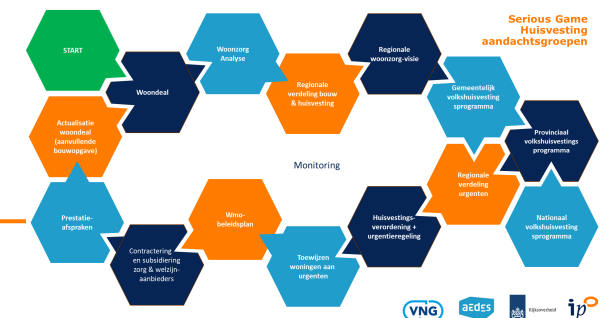 Serious Game
Huisvesting
aandachtsgroepen
START
Woondeal
Woonzorg
Analyse
Regionale
verdeling bouw
& huisvesting
Regionale
woonzorg-visie
Gemeentelijk
volkshuisvesting
sprogramma
Provinciaal
volkshuisvestings
programma
Nationaal
volkshuisvesting
sprogramma
Regionale
verdeling
urgenten
Huisvestings-
verordening +
urgentieregeling
Toewijzen
woningen aan
urgenten
Wmo-
beleidsplan
Contractering
en subsidiering
zorg & welzijn-
aanbieders
Prestatie-
afspraken
Actualisatie
woondeal
(aanvullende
bouwopgave)
Monitoring
VNG
aedes
Rijksoverheid
ipo